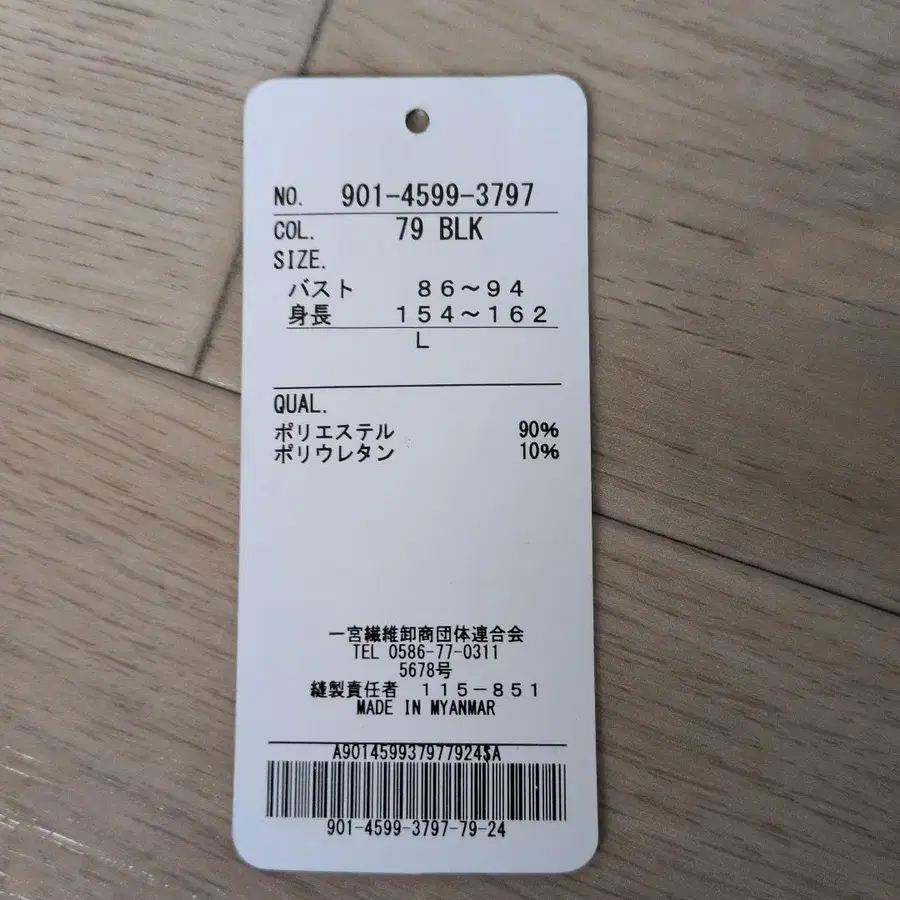 NO. 901-4599-3797
COL. 79 BLK
SIZE.
バスト 86～94
身長 154～162
L
QUAL.
ポリエステル 90%
ポリウレタン 10%
一宮繊維卸商団体連合会
TEL 0586-77-0311
5678号
縫製責任者 115-851
MADE IN MYANMAR
A901459937977924$A
901-4599-3797-79-24